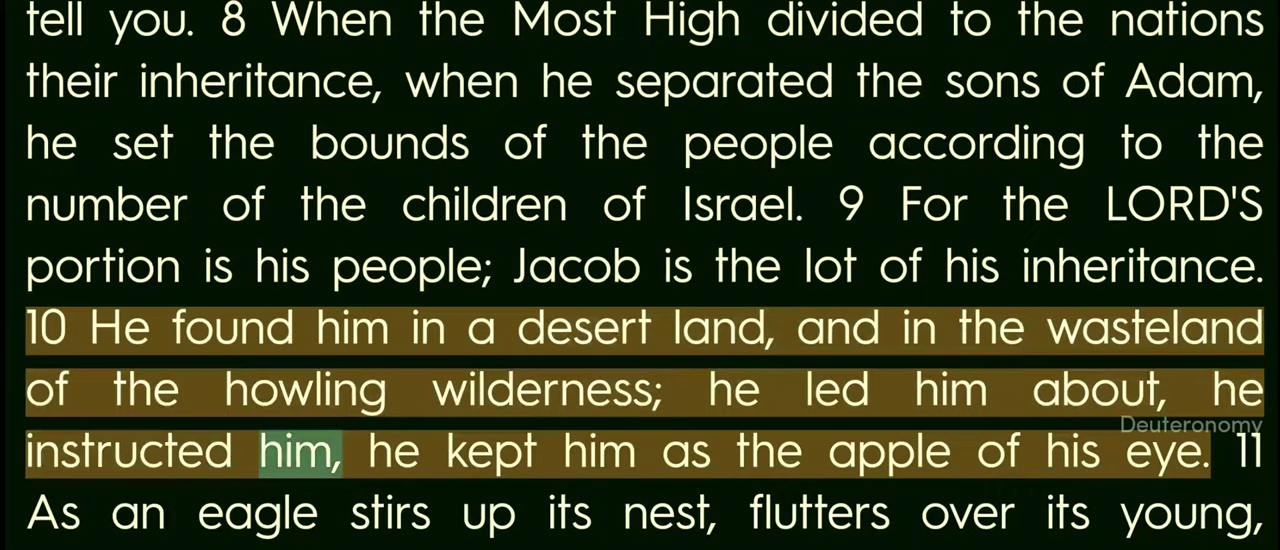 tell you. 8 When the Most High divided to the nations
their inheritance, when he separated the sons of Adam,
he set the bounds of the people according to the
number of the children of Israel. 9 For the LORD'S
portion is his people; Jacob is the lot of his inheritance.
10 He found him in a desert land, and in the wasteland
of the howling wilderness; he led him about, he
Deuteronomy
instructed him, he kept him as the apple of his eye. 11
As an eagle stirs up its nest, flutters over its young,